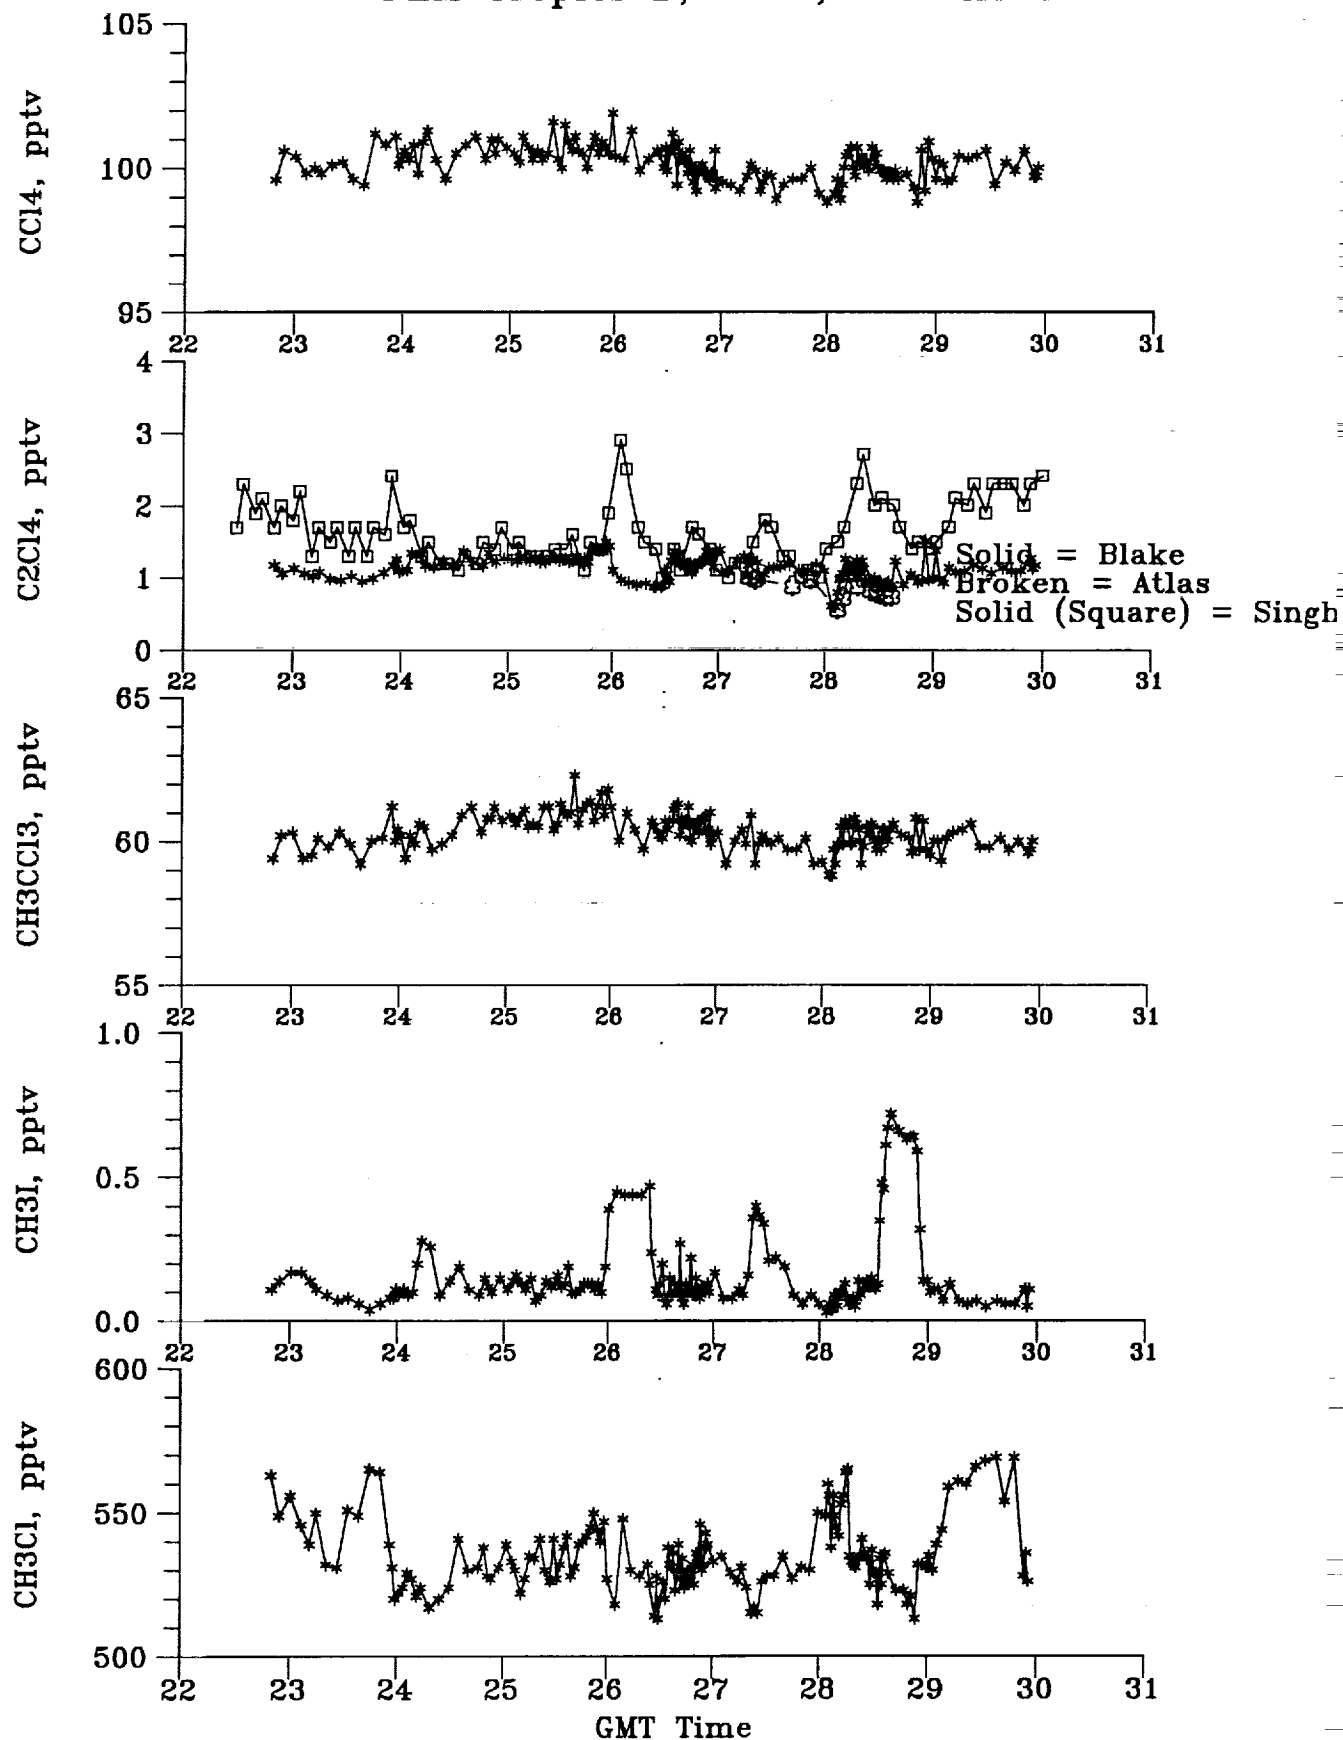 105
CCl4, pptv
100
95
22 23 24 25 26 27 28 29 30 31
4
C2Cl4, pptv
3
2
1
0
Solid = Blake
Broken = Atlas
Solid (Square) = Singh
22 23 24 25 26 27 28 29 30 31
65
CH3CCl3, pptv
60
55
22 23 24 25 26 27 28 29 30 31
1.0
CH3I, pptv
0.5
0.0
22 23 24 25 26 27 28 29 30 31
600
CH3Cl, pptv
550
500
22 23 24 25 26 27 28 29 30 31
GMT Time